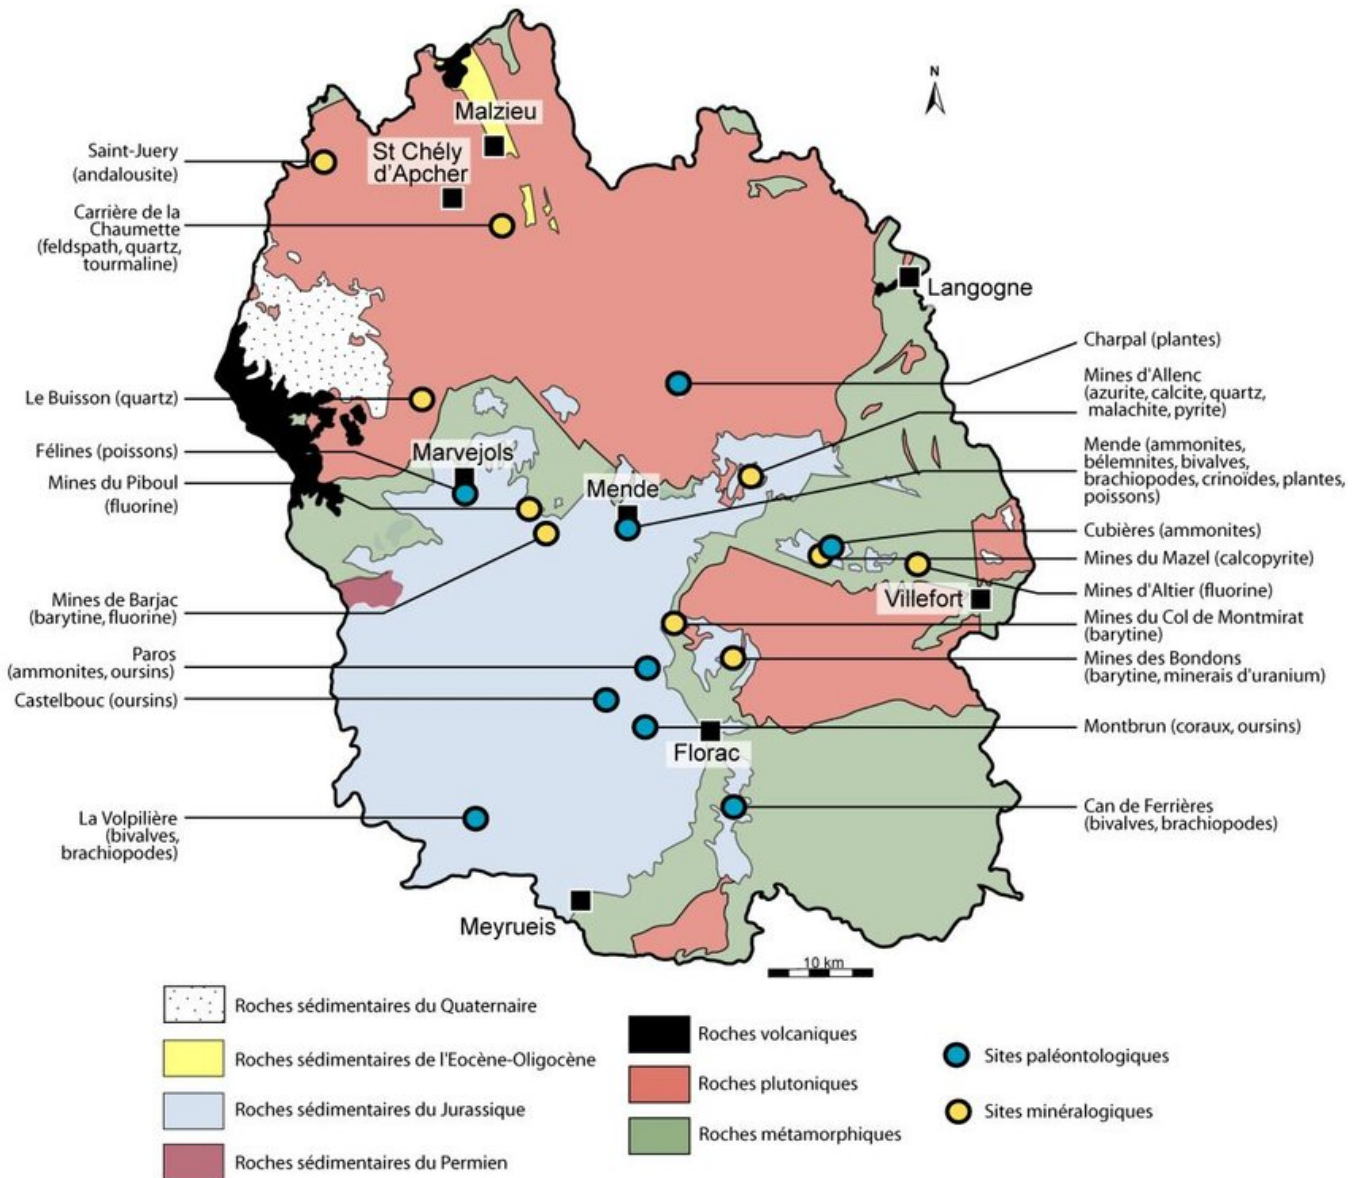 N
Malzieu
St Chély
d'Apcher
Langogne
Marvejols
Mende
Villefort
Florac
Meyrueis
10 km
Saint-Juery
(andalousite)
Carrière de la
Chaumette
(feldspath, quartz,
tourmaline)
Le Buisson (quartz)
Félines (poissons)
Mines du Piboul
(fluorine)
Mines de Barjac
(barytine, fluorine)
Paros
(ammonites, oursins)
Castelbouc (oursins)
La Volpilière
(bivalves,
brachiopodes)
Charpal (plantes)
Mines d'Allenc
(azurite, calcite, quartz,
malachite, pyrite)
Mende (ammonites,
bélemnites, bivalves,
brachiopodes, crinoïdes, plantes,
poissons)
Cubières (ammonites)
Mines du Mazel (calcopyrite)
Mines d'Altier (fluorine)
Mines du Col de Montmirat
(barytine)
Mines des Bondons
(barytine, minerais d'uranium)
Montbrun (coraux, oursins)
Can de Ferrières
(bivalves, brachiopodes)
Roches sédimentaires du Quaternaire
Roches sédimentaires de l'Eocène-Oligocène
Roches sédimentaires du Jurassique
Roches sédimentaires du Permien
Roches volcaniques
Roches plutoniques
Roches métamorphiques
Sites paléontologiques
Sites minéralogiques